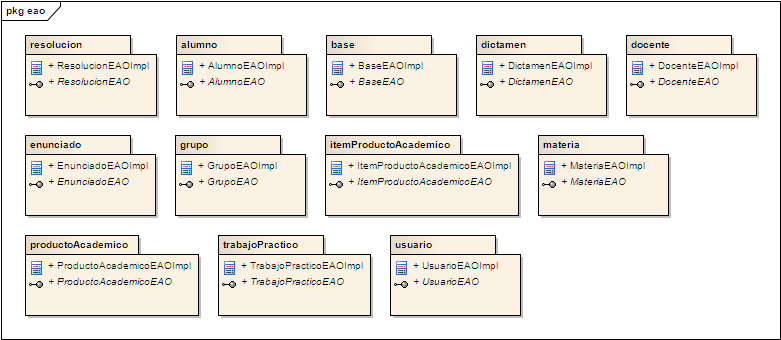 pkg eao
resolucion
+ ResolucionEAOImpl
+ ResolucionEAO
alumno
+ AlumnoEAOImpl
+ AlumnoEAO
base
+ BaseEAOImpl
+ BaseEAO
dictamen
+ DictamenEAOImpl
+ DictamenEAO
docente
+ DocenteEAOImpl
+ DocenteEAO
enunciado
+ EnunciadoEAOImpl
+ EnunciadoEAO
grupo
+ GrupoEAOImpl
+ GrupoEAO
itemProductoAcademico
+ ItemProductoAcademicoEAOImpl
+ ItemProductoAcademicoEAO
materia
+ MateriaEAOImpl
+ MateriaEAO
productoAcademico
+ ProductoAcademicoEAOImpl
+ ProductoAcademicoEAO
trabajoPractico
+ TrabajoPracticoEAOImpl
+ TrabajoPracticoEAO
usuario
+ UsuarioEAOImpl
+ UsuarioEAO